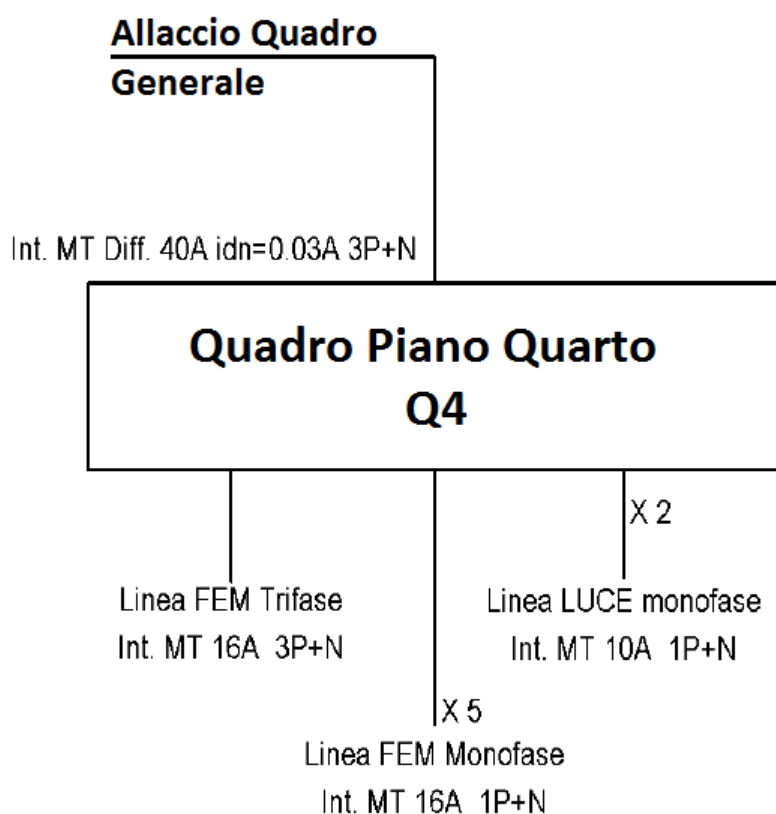 Allaccio Quadro
Generale
Int. MT Diff. 40A idn=0.03A 3P+N
Quadro Piano Quarto
Q4
X 2
Linea FEM Trifase
Int. MT 16A 3P+N
Linea LUCE monofase
Int. MT 10A 1P+N
X 5
Linea FEM Monofase
Int. MT 16A 1P+N